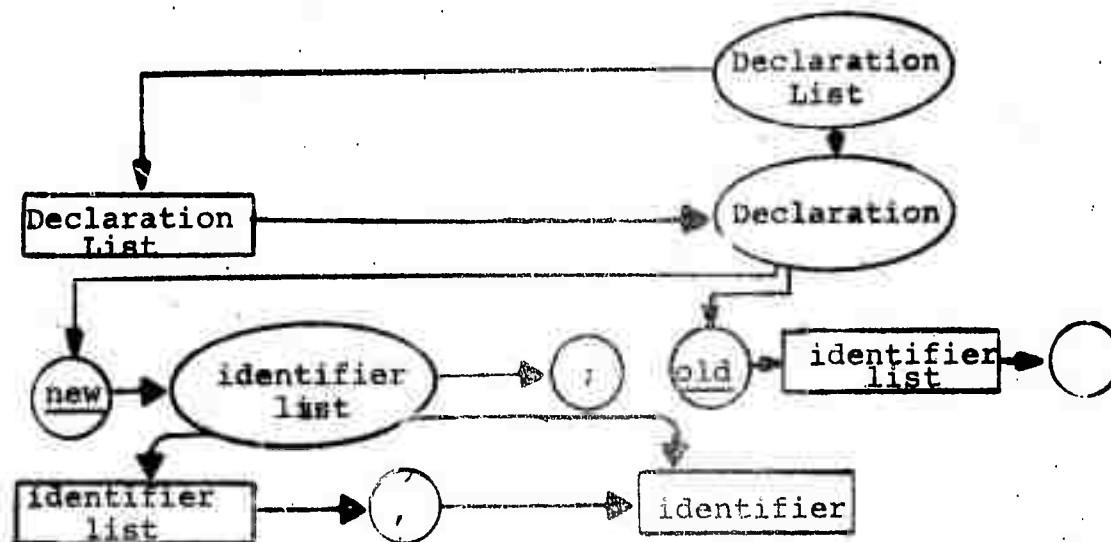 Declaration
List
Declaration
List
Declaration
new
identifier
list
;
old
identifier
list
identifier
list
,
identifier